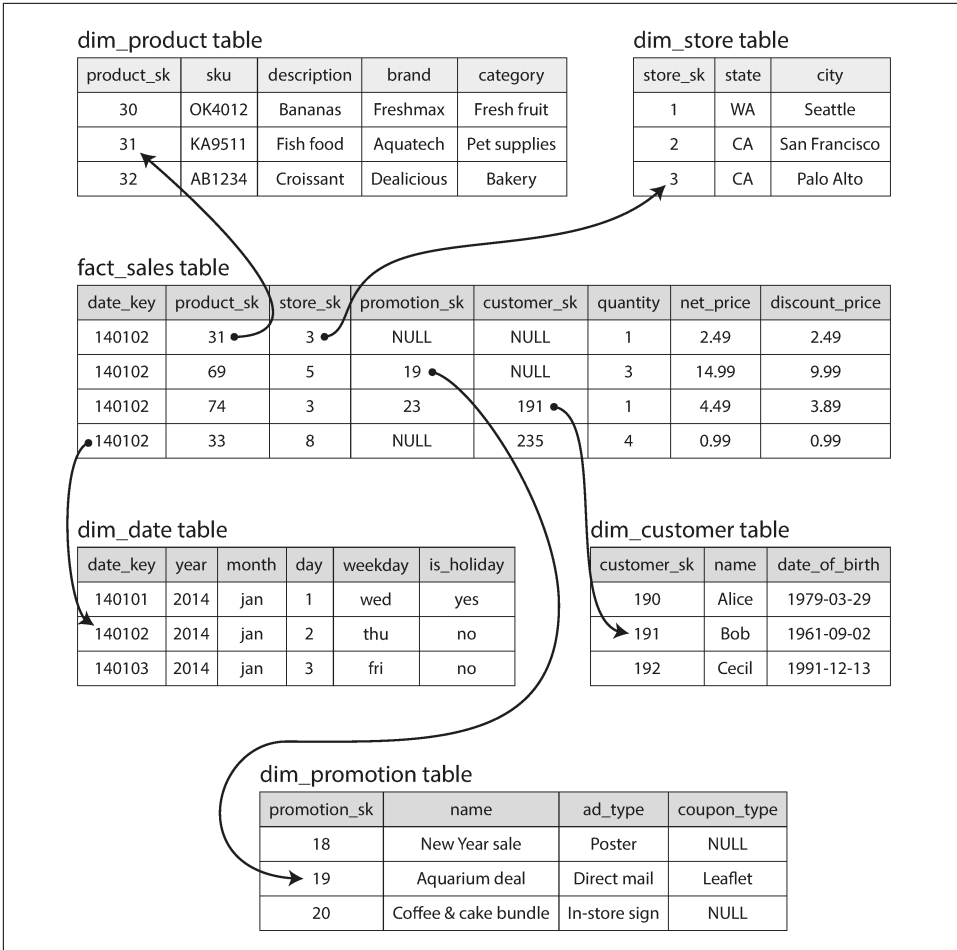 dim_product table
product_sk sku description brand category
30 OK4012 Bananas Freshmax Fresh fruit
31 KA9511 Fish food Aquatech Pet supplies
32 AB1234 Croissant Dealicious Bakery
dim_store table
store_sk state city
1 WA Seattle
2 CA San Francisco
3 CA Palo Alto
fact_sales table
date_key product_sk store_sk promotion_sk customer_sk quantity net_price discount_price
140102 31 3 NULL NULL 1 2.49 2.49
140102 69 5 19 NULL 3 14.99 9.99
140102 74 3 23 191 1 4.49 3.89
140102 33 8 NULL 235 4 0.99 0.99
dim_date table
date_key year month day weekday is_holiday
140101 2014 jan 1 wed yes
140102 2014 jan 2 thu no
140103 2014 jan 3 fri no
dim_customer table
customer_sk name date_of_birth
190 Alice 1979-03-29
191 Bob 1961-09-02
192 Cecil 1991-12-13
dim_promotion table
promotion_sk name ad_type coupon_type
18 New Year sale Poster NULL
19 Aquarium deal Direct mail Leaflet
20 Coffee & cake bundle In-store sign NULL